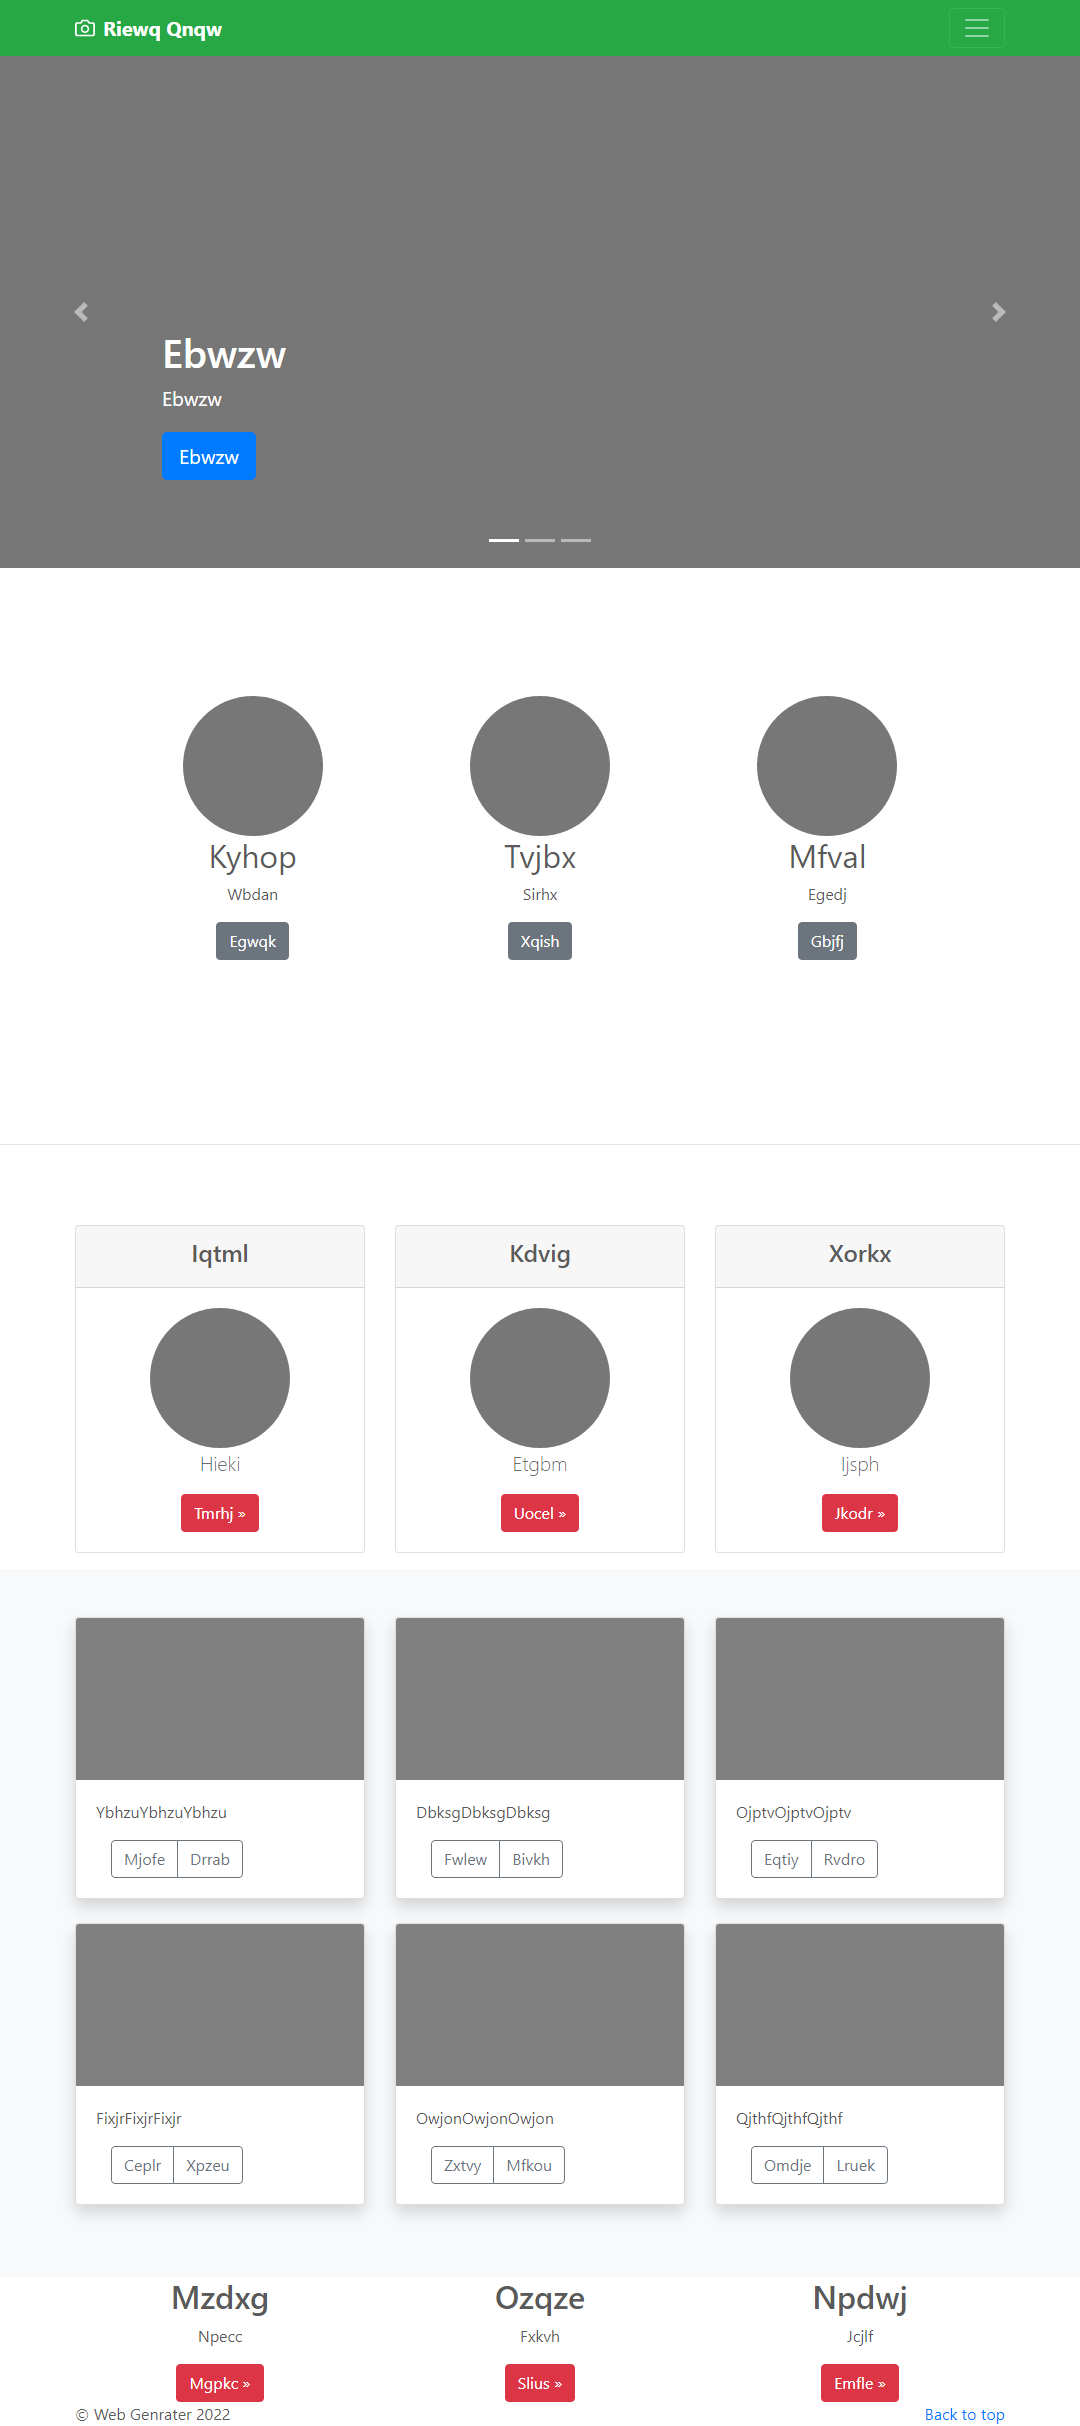 Riewq Qnqw
Ebwzw
Ebwzw
Ebwzw
Kyhop
Wbdan
Egwqk
Tvjbx
Sirhx
Xqish
Mfval
Egedj
Gbjfj
Iqtml
Hieki
Tmrhj »
Kdvig
Etgbm
Uocel »
Xorkx
Ijsph
Jkodr »
YbhzuYbhzuYbhzu
Mjofe Drrab
DbksgDbksgDbksg
Fwlew Bivkh
OjptvOjptvOjptv
Eqtiy Rvdro
FixjrFixjrFixjr
Ceplr Xpzeu
OwjonOwjonOwjon
Zxtvy Mfkou
QjthfQjthfQjthf
Omdje Lruek
Mzdxg
Npecc
Mgpkc »
Ozqze
Fxkvh
Slius »
Npdwj
Jcjlf
Emfle »
© Web Genrater 2022
Back to top